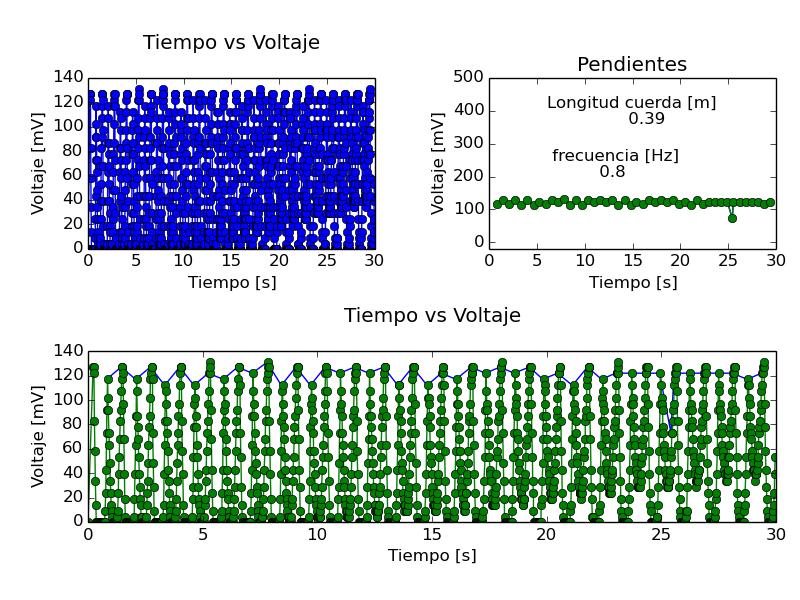 Tiempo vs Voltaje
Voltaje [mV]
140
120
100
80
60
40
20
0
0 5 10 15 20 25 30
Tiempo [s]
Pendientes
Voltaje [mV]
500
400
300
200
100
0
Longitud cuerda [m]
0.39
frecuencia [Hz]
0.8
0 5 10 15 20 25 30
Tiempo [s]
Tiempo vs Voltaje
Voltaje [mV]
140
120
100
80
60
40
20
0
0 5 10 15 20 25 30
Tiempo [s]